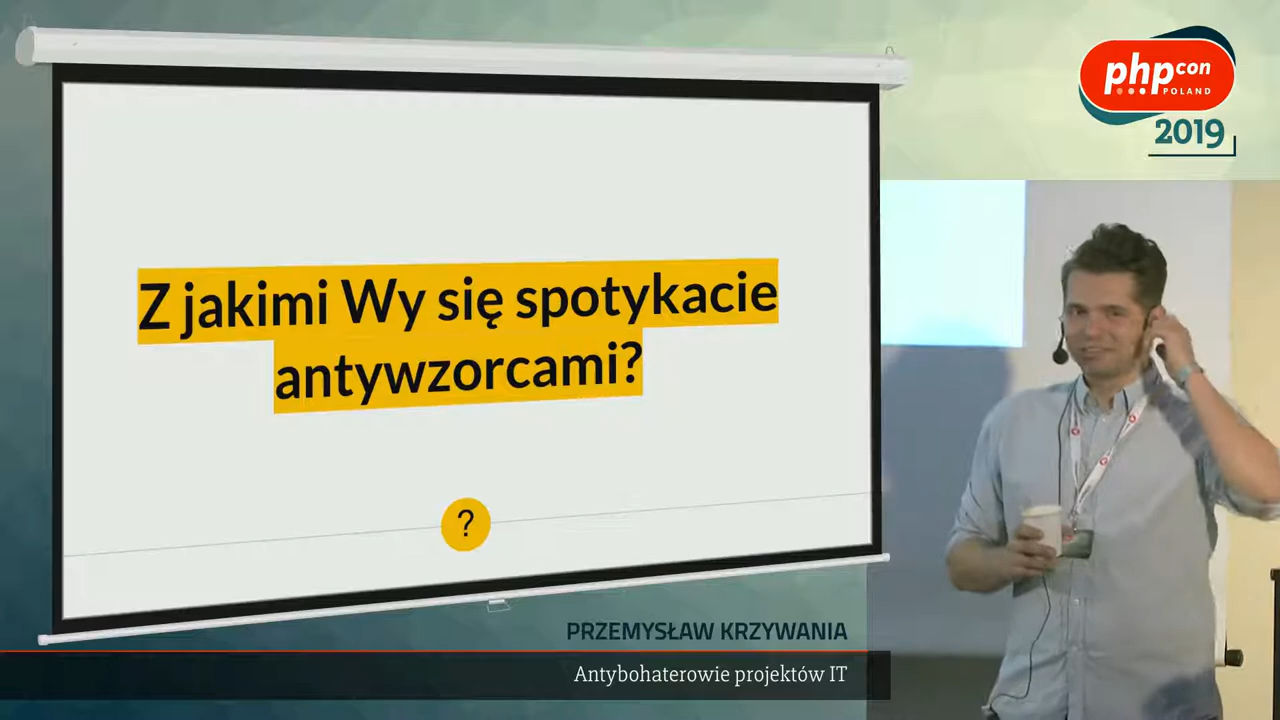 php con
POLAND
2019
Z jakimi Wy się spotykacie
antywzorcami?
?
PRZEMYSŁAW KRZYWANIA
Antybohaterowie projektów IT